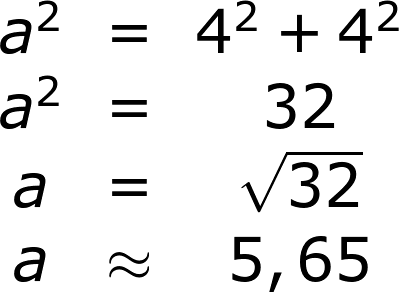 a² = 4² + 4²
a² = 32
a = √32
a ≈ 5,65